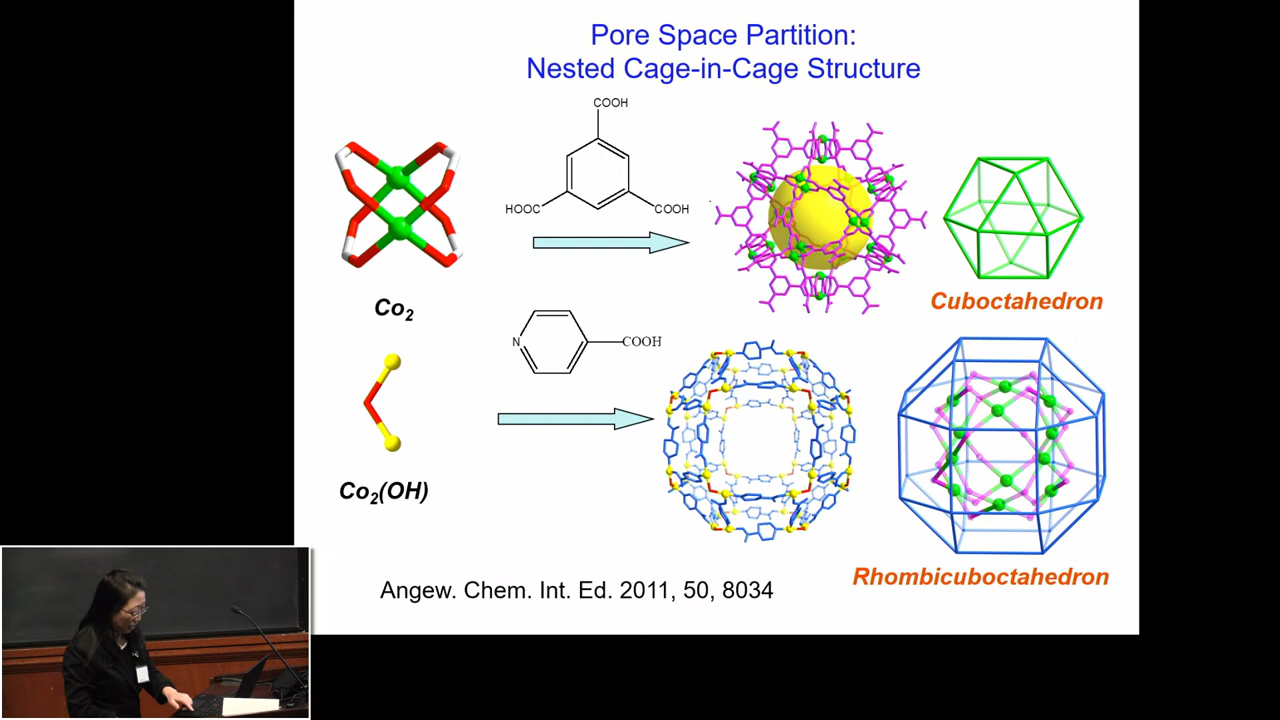 Pore Space Partition:
Nested Cage-in-Cage Structure
COOH
HOOC
COOH
Co2
Cuboctahedron
N
COOH
Co2(OH)
Rhombicuboctahedron
Angew. Chem. Int. Ed. 2011, 50, 8034